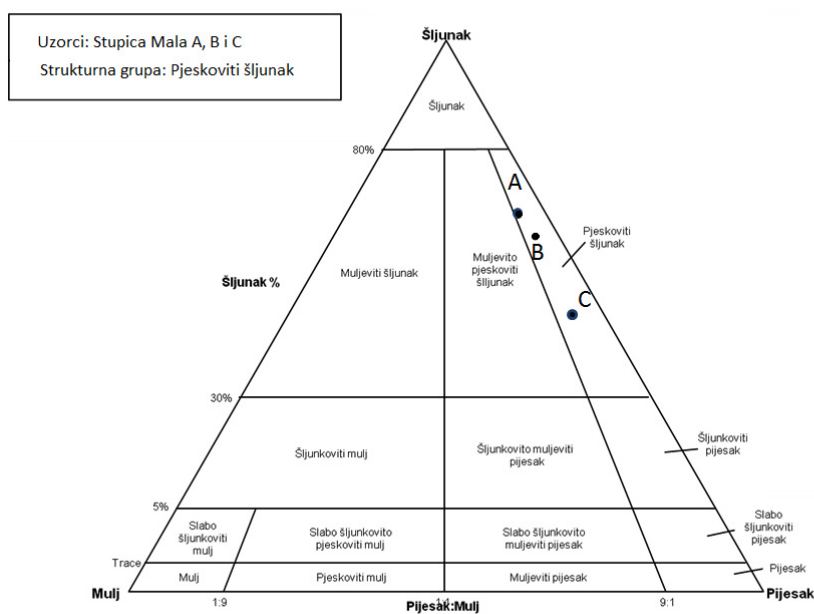 Uzorci: Stupica Mala A, B i C
Strukturna grupa: Pjeskoviti šljunak
Šljunak
Šljunak
80%
A
B
C
Pjeskoviti
šljunak
Muljeviti šljunak
Muljevito
pjeskoviti
šlljunak
Šljunak %
30%
Šljunkoviti mulj
Šljunkovito muljeviti
pijesak
Šljunkoviti
pijesak
5%
Slabo
šljunkoviti
mulj
Slabo šljunkovito
pjeskoviti mulj
Slabo šljunkovito
muljeviti pijesak
Slabo
šljunkoviti
pijesak
Trace
Mulj
Mulj
Pjeskoviti mulj
Muljeviti pijesak
Pijesak
Pijesak
1:9
1:1
Pijesak:Mulj
9:1